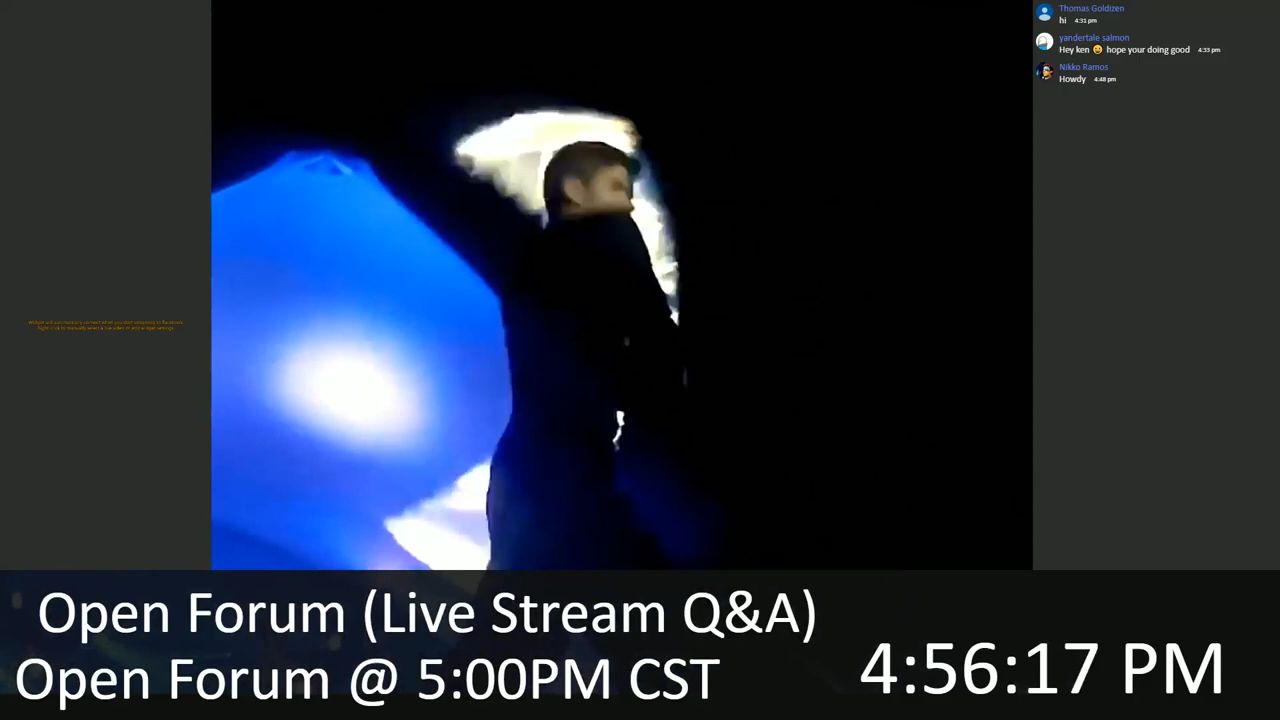 Thomas Goldizen
hi 4:31 pm
yandertale salmon
Hey ken 😀 hope your doing good 4:33 pm
Nikko Ramos
Howdy 4:48 pm
Open Forum (Live Stream Q&A)
Open Forum @ 5:00PM CST
4:56:17 PM